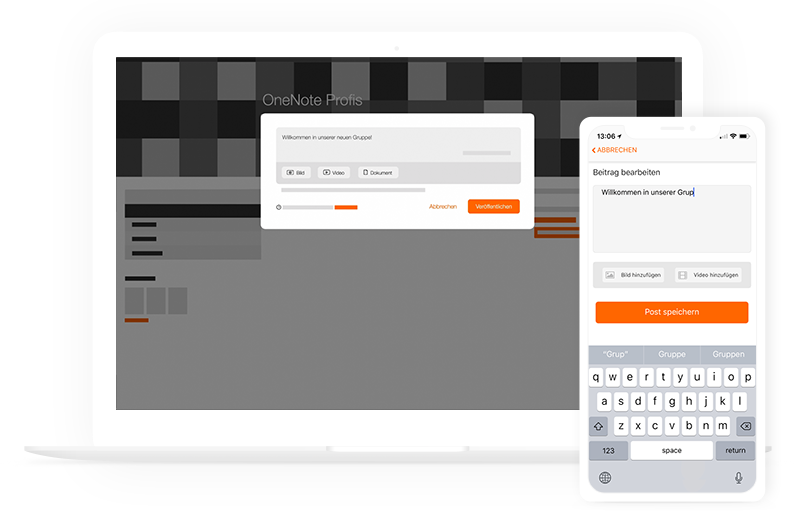 OneNote Profis
Willkommen in unserer neuen Gruppe!
Bild
Video
Dokument
Abbrechen
Veröffentlichen
13:06
ABBRECHEN
Beitrag bearbeiten
Willkommen in unserer Grup
Bild hinzufügen
Video hinzufügen
Post speichern
"Grup" Gruppe Gruppen
q w e r t y u i o p
a s d f g h j k l
z x c v b n m
123 space return